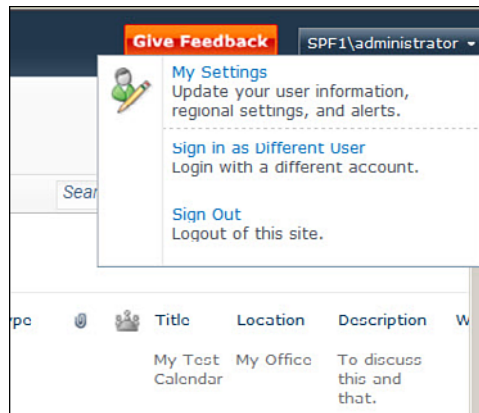 Give Feedback SPF1\administrator
My Settings
Update your user information,
regional settings, and alerts.
Sign in as Different User
Login with a different account.
Sign Out
Logout of this site.
Sear
ype Title Location Description W
My Test My Office To discuss
Calendar this and
that.